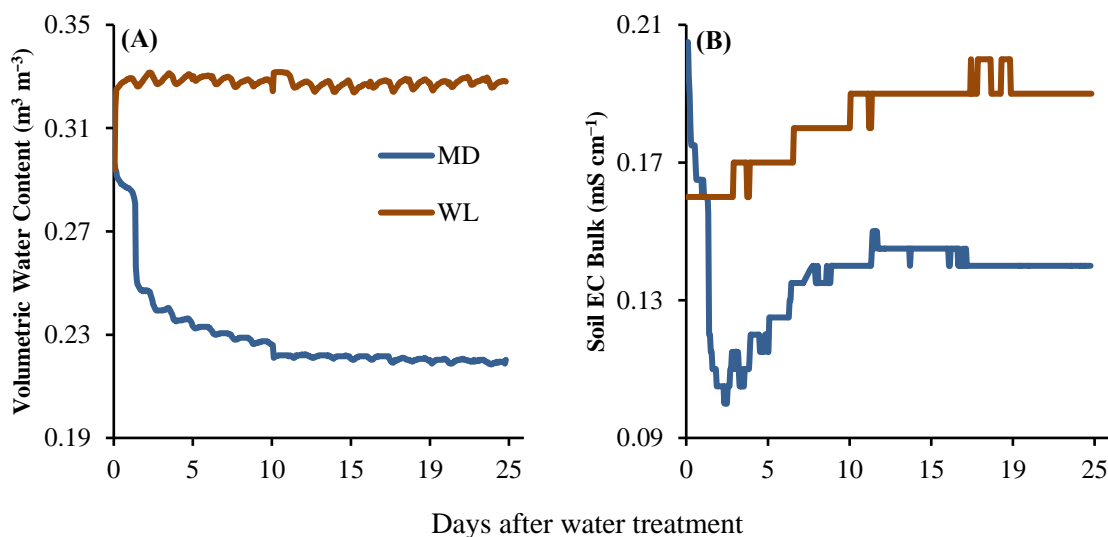 (A)
Volumetric Water Content (m³ m⁻³)
0.35
0.31
0.27
0.23
0.19
MD
WL
0 5 10 15 19 25
(B)
Soil EC Bulk (mS cm⁻¹)
0.21
0.17
0.13
0.09
0 5 10 15 19 25
Days after water treatment